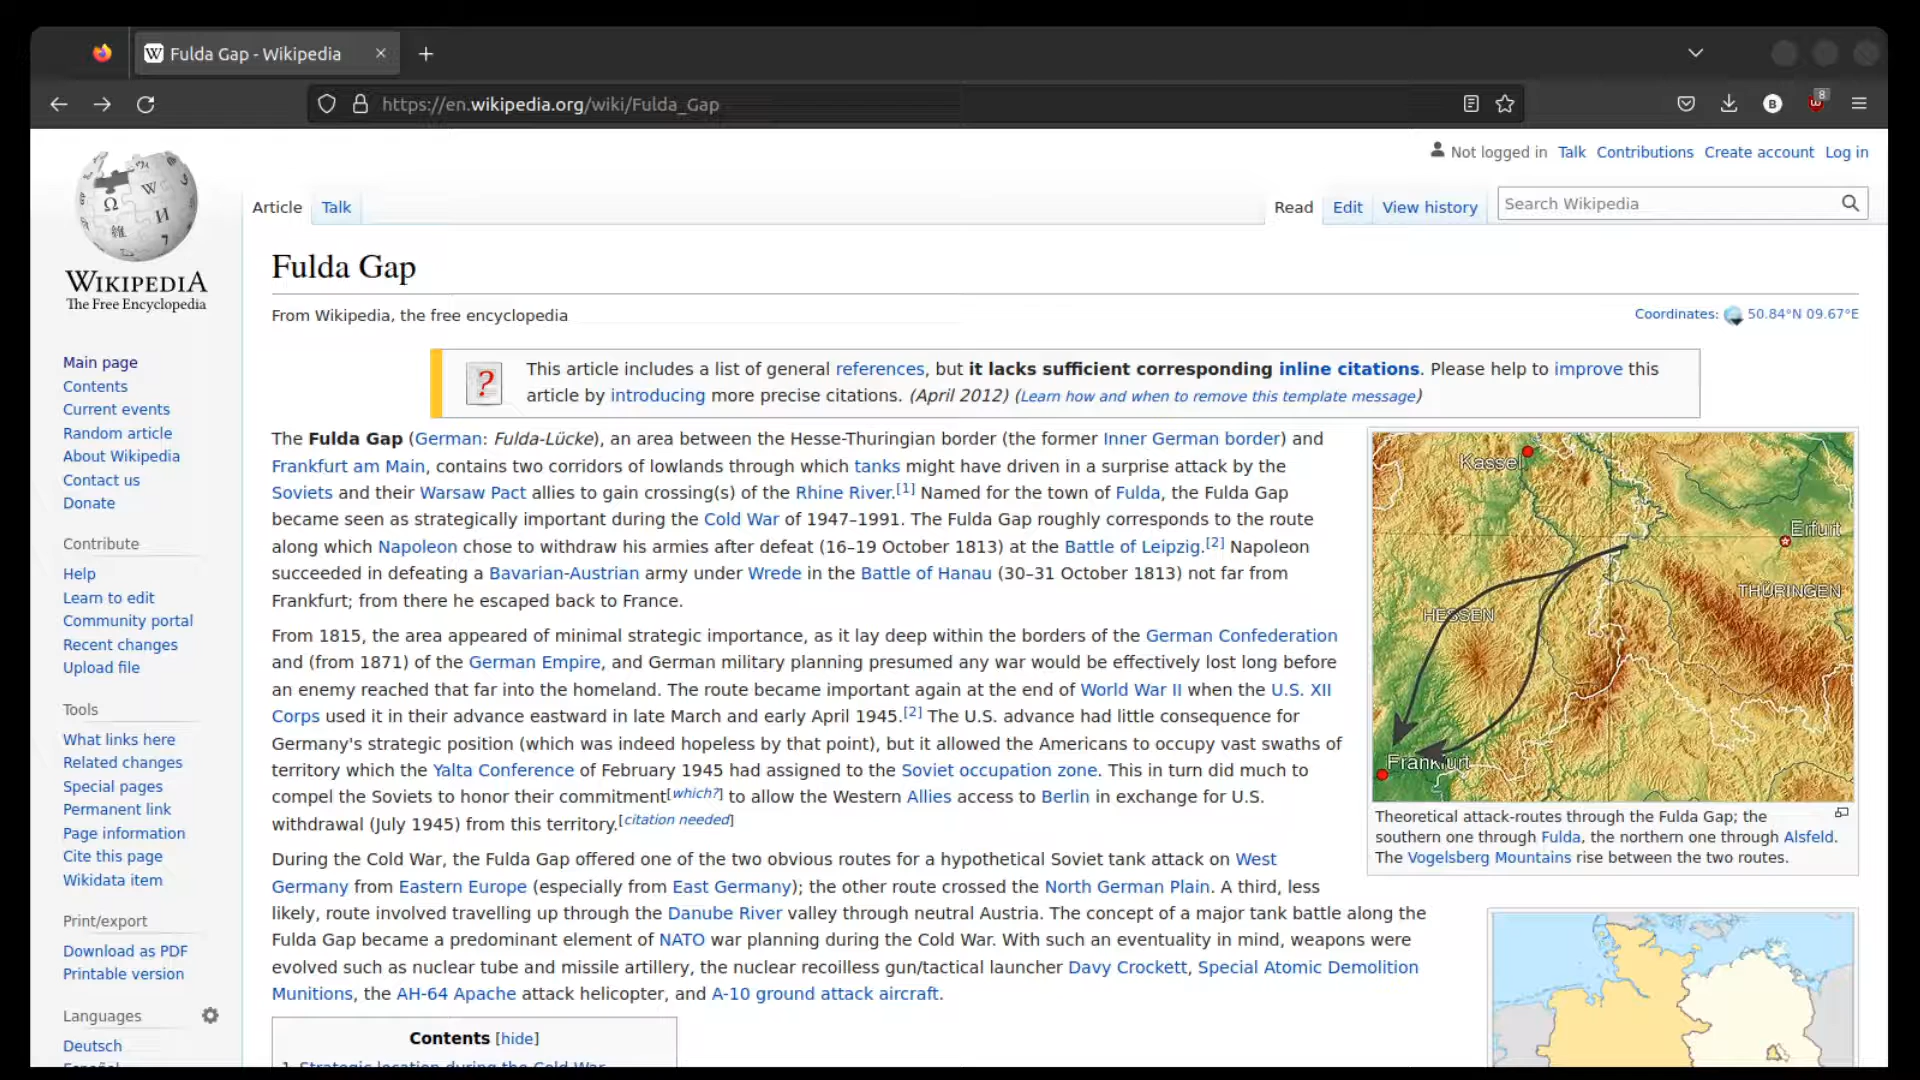 Fulda Gap - Wikipedia
https://en.wikipedia.org/wiki/Fulda_Gap
8
Not logged in Talk Contributions Create account Log in
Article Talk Read Edit View history Search Wikipedia
WIKIPEDIA
The Free Encyclopedia
Main page
Contents
Current events
Random article
About Wikipedia
Contact us
Donate
Contribute
Help
Learn to edit
Community portal
Recent changes
Upload file
Tools
What links here
Related changes
Special pages
Permanent link
Page information
Cite this page
Wikidata item
Print/export
Download as PDF
Printable version
Languages
Deutsch
Español
Fulda Gap
From Wikipedia, the free encyclopedia
Coordinates: 50.84°N 09.67°E
This article includes a list of general references, but it lacks sufficient corresponding inline citations. Please help to improve this
article by introducing more precise citations. (April 2012) (Learn how and when to remove this template message)
The Fulda Gap (German: Fulda-Lücke), an area between the Hesse-Thuringian border (the former Inner German border) and
Frankfurt am Main, contains two corridors of lowlands through which tanks might have driven in a surprise attack by the
Soviets and their Warsaw Pact allies to gain crossing(s) of the Rhine River.[1] Named for the town of Fulda, the Fulda Gap
became seen as strategically important during the Cold War of 1947–1991. The Fulda Gap roughly corresponds to the route
along which Napoleon chose to withdraw his armies after defeat (16–19 October 1813) at the Battle of Leipzig.[2] Napoleon
succeeded in defeating a Bavarian-Austrian army under Wrede in the Battle of Hanau (30–31 October 1813) not far from
Frankfurt; from there he escaped back to France.
From 1815, the area appeared of minimal strategic importance, as it lay deep within the borders of the German Confederation
and (from 1871) of the German Empire, and German military planning presumed any war would be effectively lost long before
an enemy reached that far into the homeland. The route became important again at the end of World War II when the U.S. XII
Corps used it in their advance eastward in late March and early April 1945.[2] The U.S. advance had little consequence for
Germany's strategic position (which was indeed hopeless by that point), but it allowed the Americans to occupy vast swaths of
territory which the Yalta Conference of February 1945 had assigned to the Soviet occupation zone. This in turn did much to
compel the Soviets to honor their commitment[which?] to allow the Western Allies access to Berlin in exchange for U.S.
withdrawal (July 1945) from this territory.[citation needed]
During the Cold War, the Fulda Gap offered one of the two obvious routes for a hypothetical Soviet tank attack on West
Germany from Eastern Europe (especially from East Germany); the other route crossed the North German Plain. A third, less
likely, route involved travelling up through the Danube River valley through neutral Austria. The concept of a major tank battle along the
Fulda Gap became a predominant element of NATO war planning during the Cold War. With such an eventuality in mind, weapons were
evolved such as nuclear tube and missile artillery, the nuclear recoilless gun/tactical launcher Davy Crockett, Special Atomic Demolition
Munitions, the AH-64 Apache attack helicopter, and A-10 ground attack aircraft.
Contents [hide]
1 Strategic location during the Cold War
Kassel
Erfurt
THÜRINGEN
HESSEN
Frankfurt
Theoretical attack-routes through the Fulda Gap; the
southern one through Fulda, the northern one through Alsfeld.
The Vogelsberg Mountains rise between the two routes.